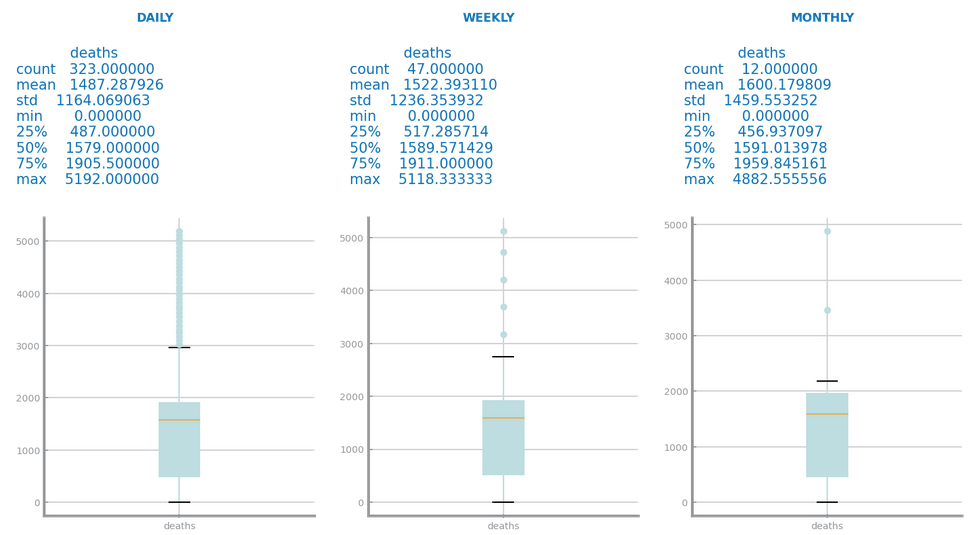 DAILY
deaths
count 323.000000
mean 1487.287926
std 1164.069063
min 0.000000
25% 487.000000
50% 1579.000000
75% 1905.500000
max 5192.000000
WEEKLY
deaths
count 47.000000
mean 1522.393110
std 1236.353932
min 0.000000
25% 517.285714
50% 1589.571429
75% 1911.000000
max 5118.333333
MONTHLY
deaths
count 12.000000
mean 1600.179809
std 1459.553252
min 0.000000
25% 456.937097
50% 1591.013978
75% 1959.845161
max 4882.555556
5000
4000
3000
2000
1000
0
deaths
5000
4000
3000
2000
1000
0
deaths
5000
4000
3000
2000
1000
0
deaths